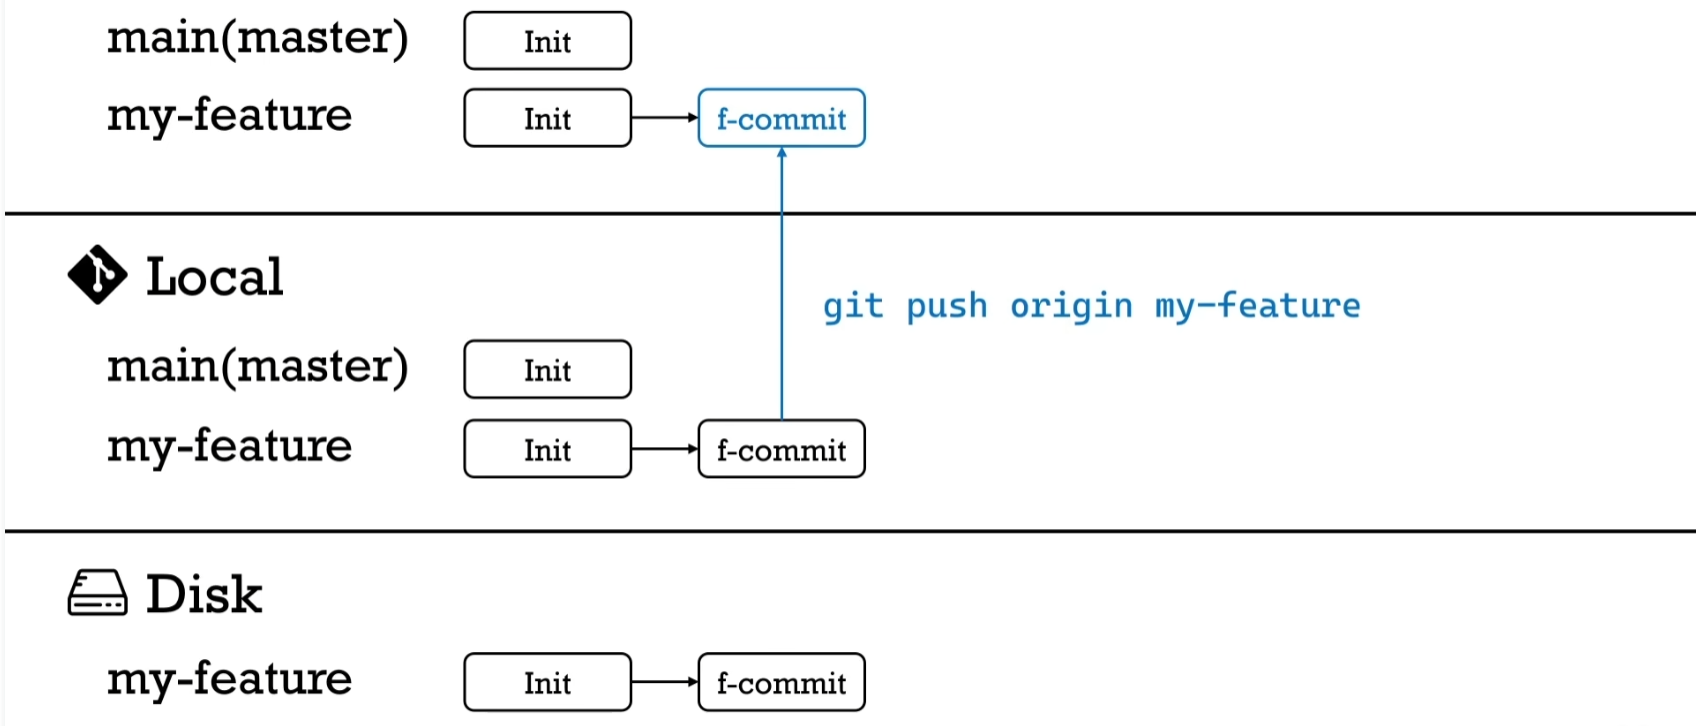 main(master) Init
my-feature Init f-commit
Local
git push origin my-feature
main(master) Init
my-feature Init f-commit
Disk
my-feature Init f-commit